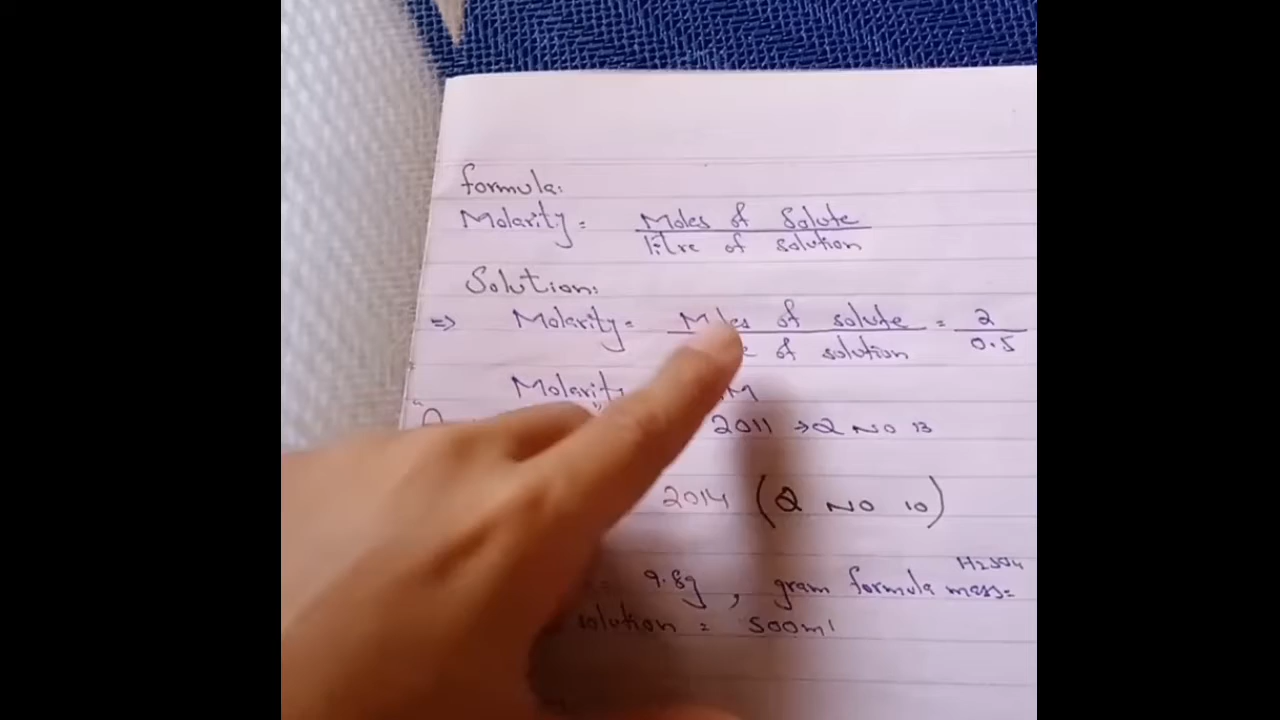 formula:
Molarity = Moles of Solute / litre of solution
Solution:
=> Molarity = Moles of solute / of solution = 2 / 0.5
Molarity M
2011 → Q NO 13
2014 (Q NO 10)
H2SO4
= 9.8g, gram formula mass=
solution = 500ml